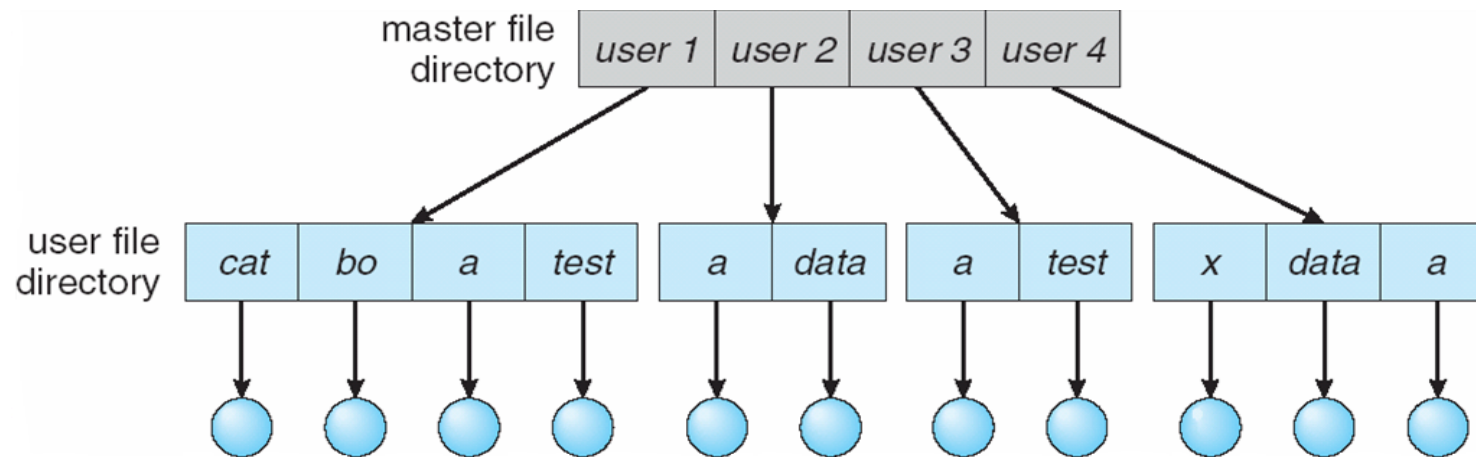 master file directory
user 1 user 2 user 3 user 4
user file directory
cat bo a test a data a test x data a